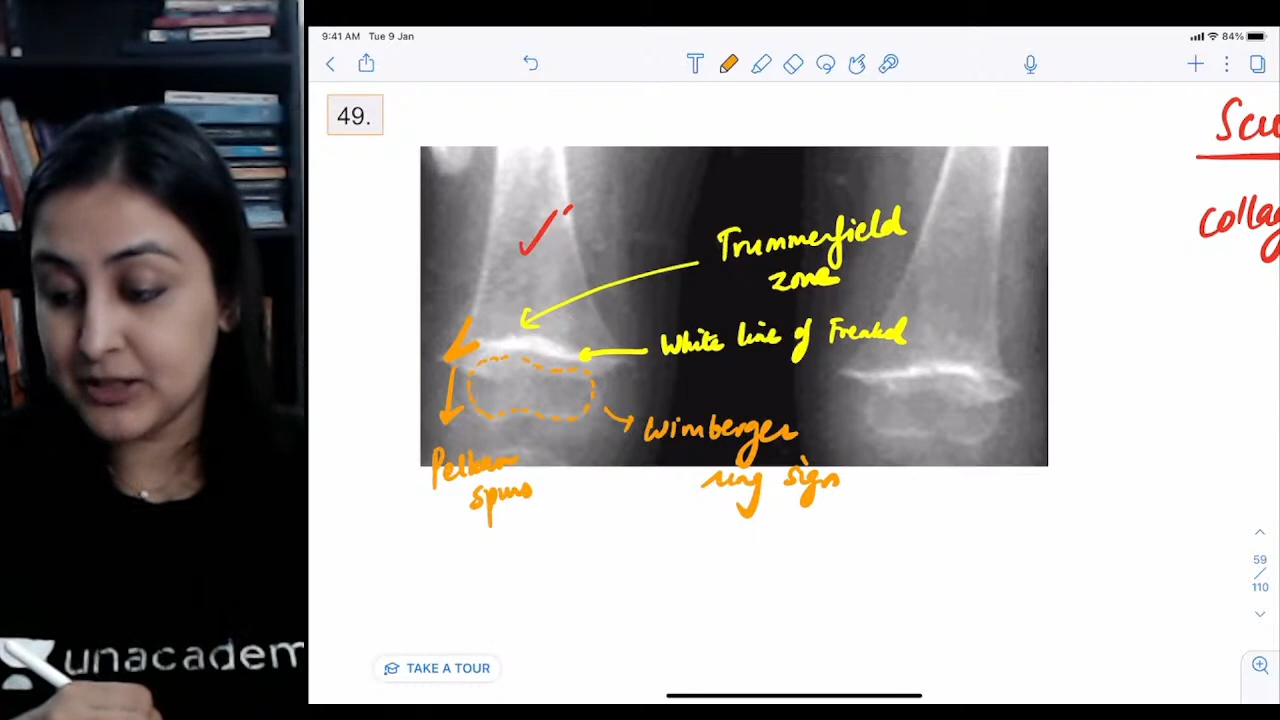 9:41 AM Tue 9 Jan
84%
T
49.
Scu
Colla
Trummerfield
zone
White line of Frenkel
Wimberger
ring sign
Pelkan
spurs
59
110
TAKE A TOUR
unacadem